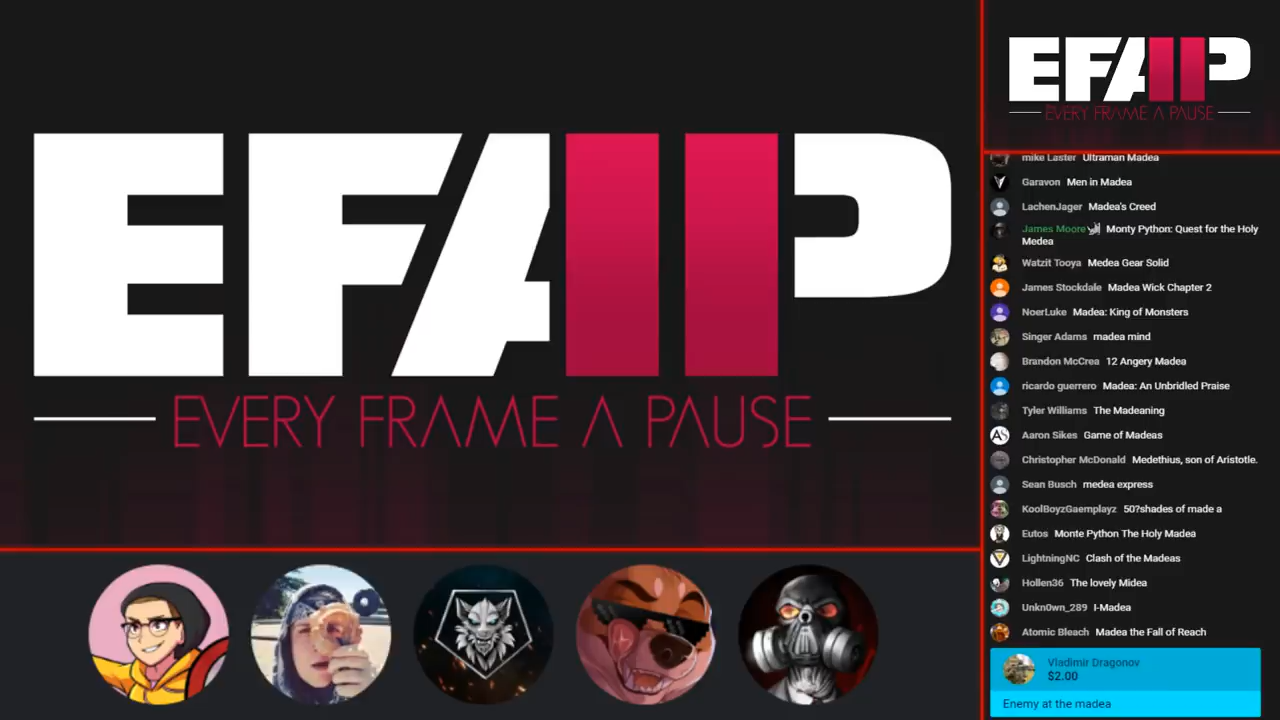 EFAP
EVERY FRAME A PAUSE
EFAP
EVERY FRAME A PAUSE
mike Laster Ultraman Madea
Garavon Men in Madea
LachenJager Madea's Creed
James Moore Monty Python: Quest for the Holy
Medea
Watzit Tooya Medea Gear Solid
James Stockdale Madea Wick Chapter 2
NoerLuke Madea: King of Monsters
Singer Adams madea mind
Brandon McCrea 12 Angery Madea
ricardo guerrero Madea: An Unbridled Praise
Tyler Williams The Madeaning
AS
Aaron Sikes Game of Madeas
Christopher McDonald Medethius, son of Aristotle.
Sean Busch medea express
KoolBoyzGaemplayz 50?shades of made a
Eutos Monte Python The Holy Madea
LightningNC Clash of the Madeas
Hollen36 The lovely Midea
Unkn0wn_289 I-Madea
Atomic Bleach Madea the Fall of Reach
Vladimir Dragonov
$2.00
Enemy at the madea